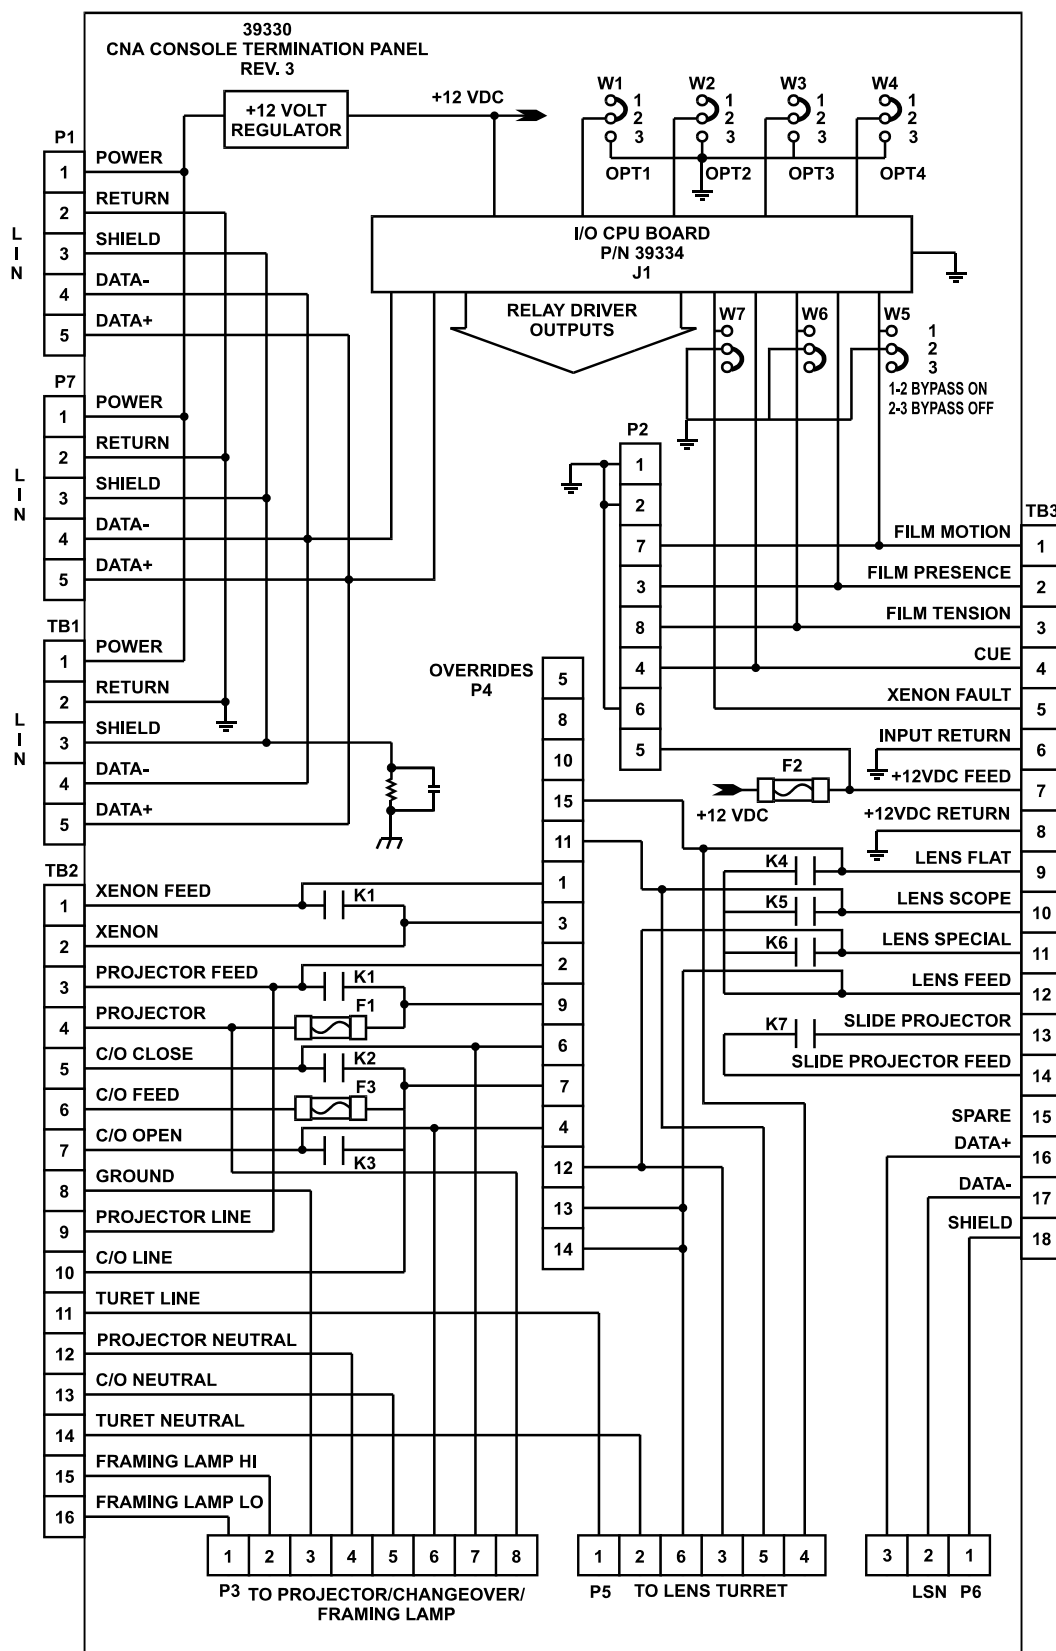 39330
CNA CONSOLE TERMINATION PANEL
REV. 3
+12 VOLT
REGULATOR
+12 VDC
W1
1
2
3
OPT1
W2
1
2
3
OPT2
W3
1
2
3
OPT3
W4
1
2
3
OPT4
I/O CPU BOARD
P/N 39334
J1
RELAY DRIVER
OUTPUTS
W7
W6
W5
1
2
3
1-2 BYPASS ON
2-3 BYPASS OFF
LIN
P1
1 POWER
2 RETURN
3 SHIELD
4 DATA-
5 DATA+
LIN
P7
1 POWER
2 RETURN
3 SHIELD
4 DATA-
5 DATA+
LIN
TB1
1 POWER
2 RETURN
3 SHIELD
4 DATA-
5 DATA+
TB2
1 XENON FEED
2 XENON
3 PROJECTOR FEED
4 PROJECTOR
5 C/O CLOSE
6 C/O FEED
7 C/O OPEN
8 GROUND
9 PROJECTOR LINE
10 C/O LINE
11 TURET LINE
12 PROJECTOR NEUTRAL
13 C/O NEUTRAL
14 TURET NEUTRAL
15 FRAMING LAMP HI
16 FRAMING LAMP LO
K1
K1
F1
K2
F3
K3
OVERRIDES
P4
5
8
10
15
11
1
3
2
9
6
7
4
12
13
14
P2
1
2
7
3
8
4
6
5
F2
+12 VDC
K4
K5
K6
K7
TB3
FILM MOTION 1
FILM PRESENCE 2
FILM TENSION 3
CUE 4
XENON FAULT 5
INPUT RETURN 6
+12VDC FEED 7
+12VDC RETURN 8
LENS FLAT 9
LENS SCOPE 10
LENS SPECIAL 11
LENS FEED 12
SLIDE PROJECTOR 13
SLIDE PROJECTOR FEED 14
SPARE 15
DATA+ 16
DATA- 17
SHIELD 18
1 2 3 4 5 6 7 8
P3 TO PROJECTOR/CHANGEOVER/
FRAMING LAMP
1 2 6 3 5 4
P5 TO LENS TURRET
3 2 1
LSN P6